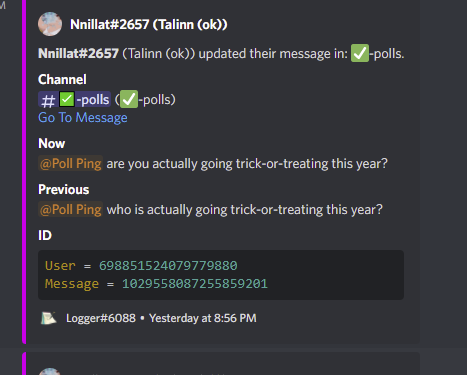 Nnillat#2657 (Talinn (ok))
Nnillat#2657 (Talinn (ok)) updated their message in: ✅-polls.
Channel
# ✅-polls (✅-polls)
Go To Message
Now
@Poll Ping are you actually going trick-or-treating this year?
Previous
@Poll Ping who is actually going trick-or-treating this year?
ID
User = 698851524079779880
Message = 1029558087255859201
Logger#6088 • Yesterday at 8:56 PM